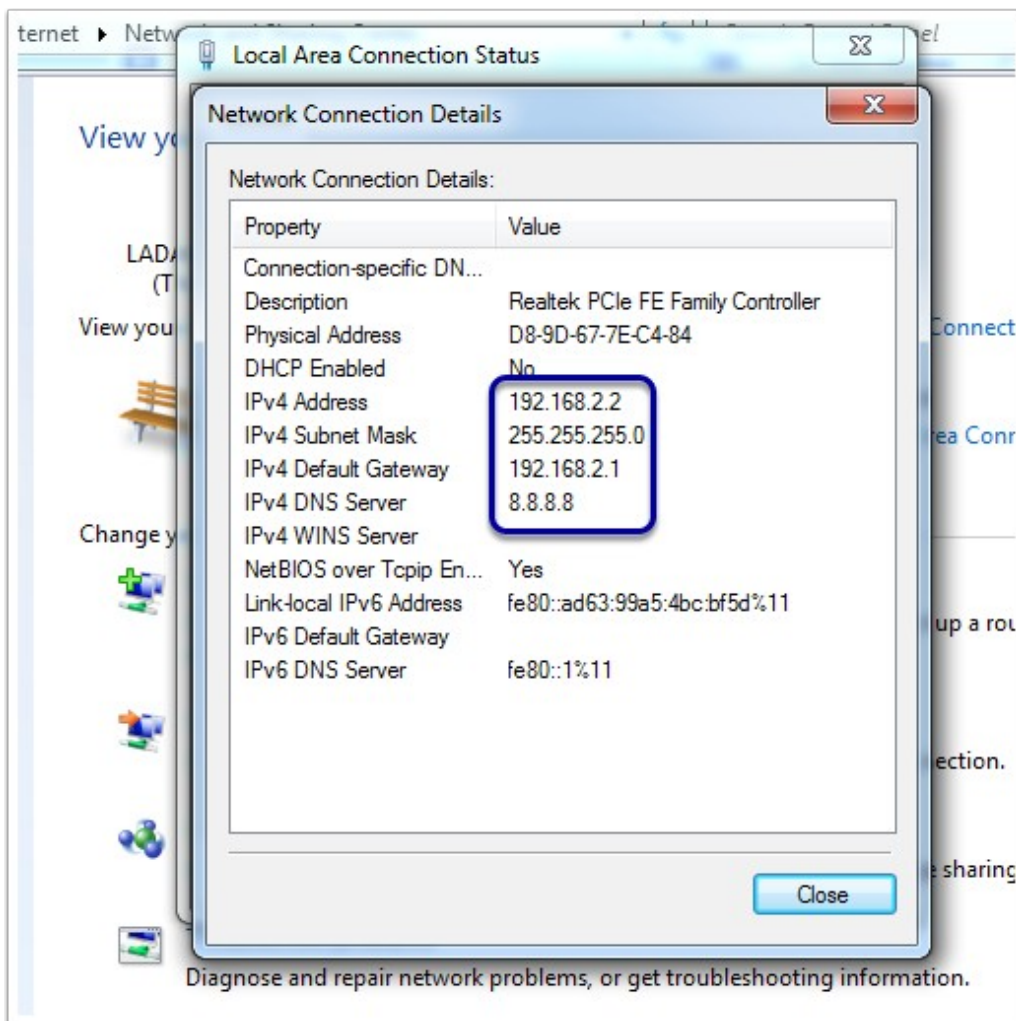 ternet ▸ Netw
Local Area Connection Status
Network Connection Details
View yo
Network Connection Details:
Property Value
Connection-specific DN...
LADA
Description Realtek PCIe FE Family Controller
(T
View you
Physical Address D8-9D-67-7E-C4-84
Connect
DHCP Enabled No
IPv4 Address 192.168.2.2
IPv4 Subnet Mask 255.255.255.0
rea Conr
IPv4 Default Gateway 192.168.2.1
IPv4 DNS Server 8.8.8.8
Change y
IPv4 WINS Server
NetBIOS over Tcpip En... Yes
Link-local IPv6 Address fe80::ad63:99a5:4bc:bf5d%11
up a rou
IPv6 Default Gateway
IPv6 DNS Server fe80::1%11
ection.
sharing
Close
Diagnose and repair network problems, or get troubleshooting information.